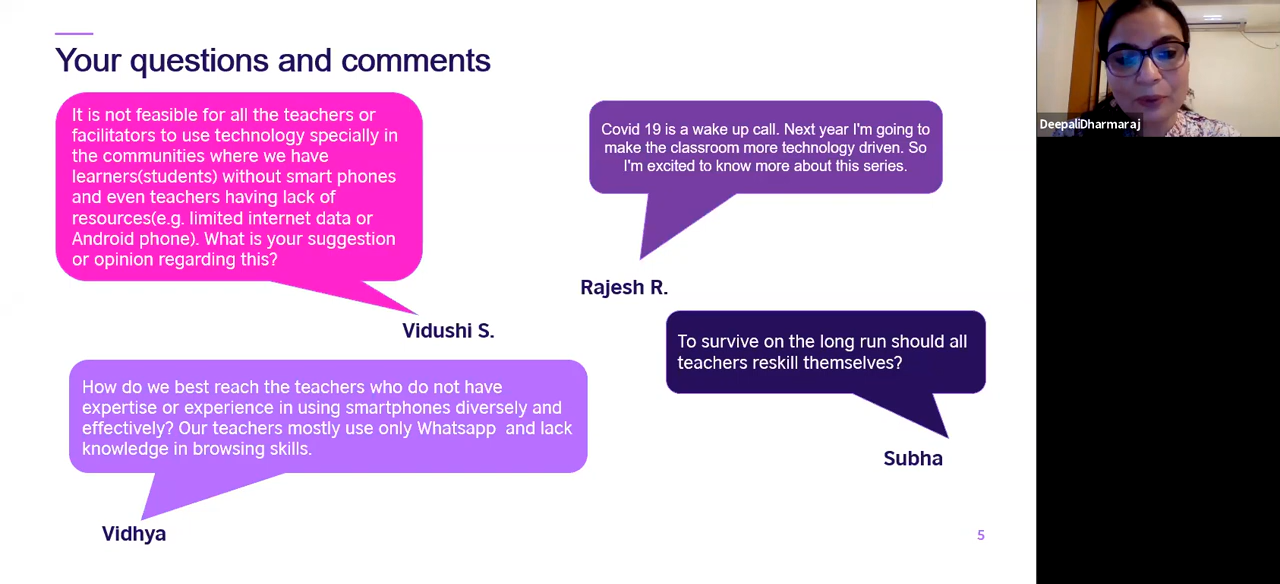 Your questions and comments
It is not feasible for all the teachers or
facilitators to use technology specially in
the communities where we have
learners(students) without smart phones
and even teachers having lack of
resources(e.g. limited internet data or
Android phone). What is your suggestion
or opinion regarding this?
Vidushi S.
Covid 19 is a wake up call. Next year I'm going to
make the classroom more technology driven. So
I'm excited to know more about this series.
Rajesh R.
To survive on the long run should all
teachers reskill themselves?
Subha
How do we best reach the teachers who do not have
expertise or experience in using smartphones diversely and
effectively? Our teachers mostly use only Whatsapp  and lack
knowledge in browsing skills.
Vidhya
5
DeepaliDharmaraj